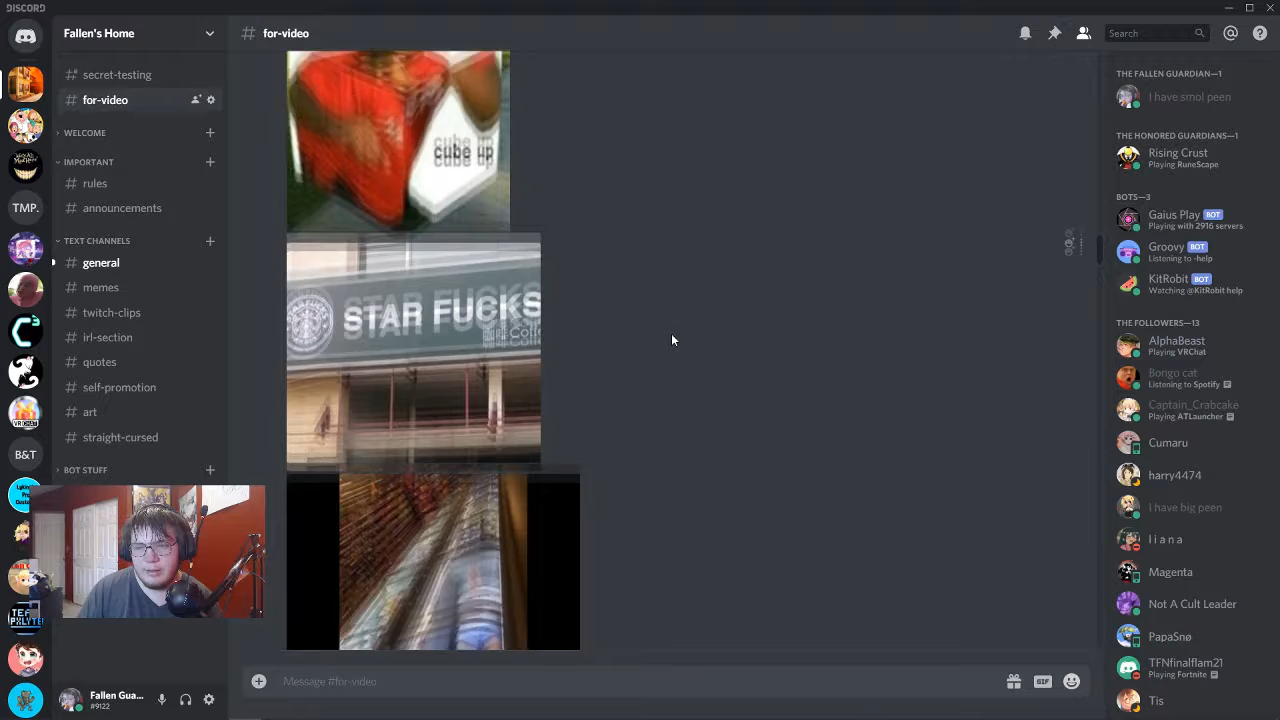 DISCORD
Fallen's Home
# for-video
Search
secret-testing
for-video
WELCOME
IMPORTANT
rules
announcements
TEXT CHANNELS
general
memes
twitch-clips
irl-section
quotes
self-promotion
art
straight-cursed
BOT STUFF
TMP.
B&T
cube up
STAR FUCKS
Message #for-video
GIF
Fallen Gua...
#9122
THE FALLEN GUARDIAN—1
I have smol peen
THE HONORED GUARDIANS—1
Rising Crust
Playing RuneScape
BOTS—3
Gaius Play BOT
Playing with 2916 servers
Groovy BOT
Listening to -help
KitRobit BOT
Watching @KitRobit help
THE FOLLOWERS—13
AlphaBeast
Playing VRChat
Bongo cat
Listening to Spotify
Captain_Crabcake
Playing ATLauncher
Cumaru
harry4474
I have big peen
l i a n a
Magenta
Not A Cult Leader
PapaSnø
TFNfinalflam21
Playing Fortnite
Tis